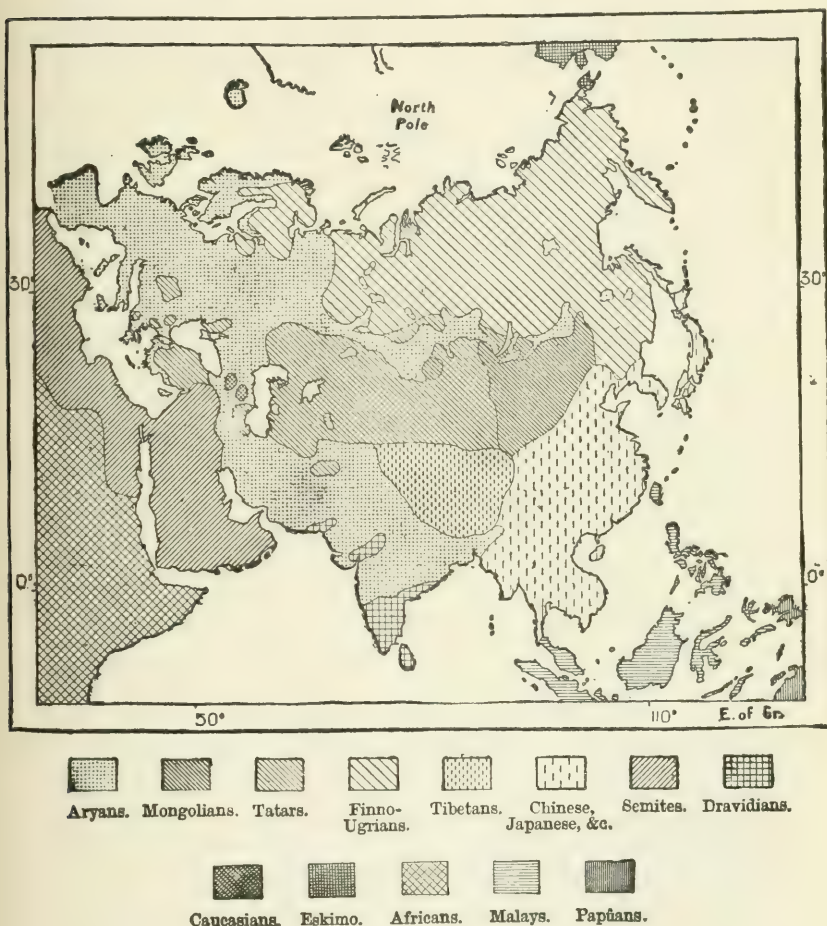 North
Pole
30°
30°
0°
0°
50°
110°
E. of Gr.
Aryans. Mongolians. Tatars. Finno-
Ugrians. Tibetans. Chinese,
Japanese, &c. Semites. Dravidians.
Caucasians. Eskimo. Africans. Malays. Papûans.